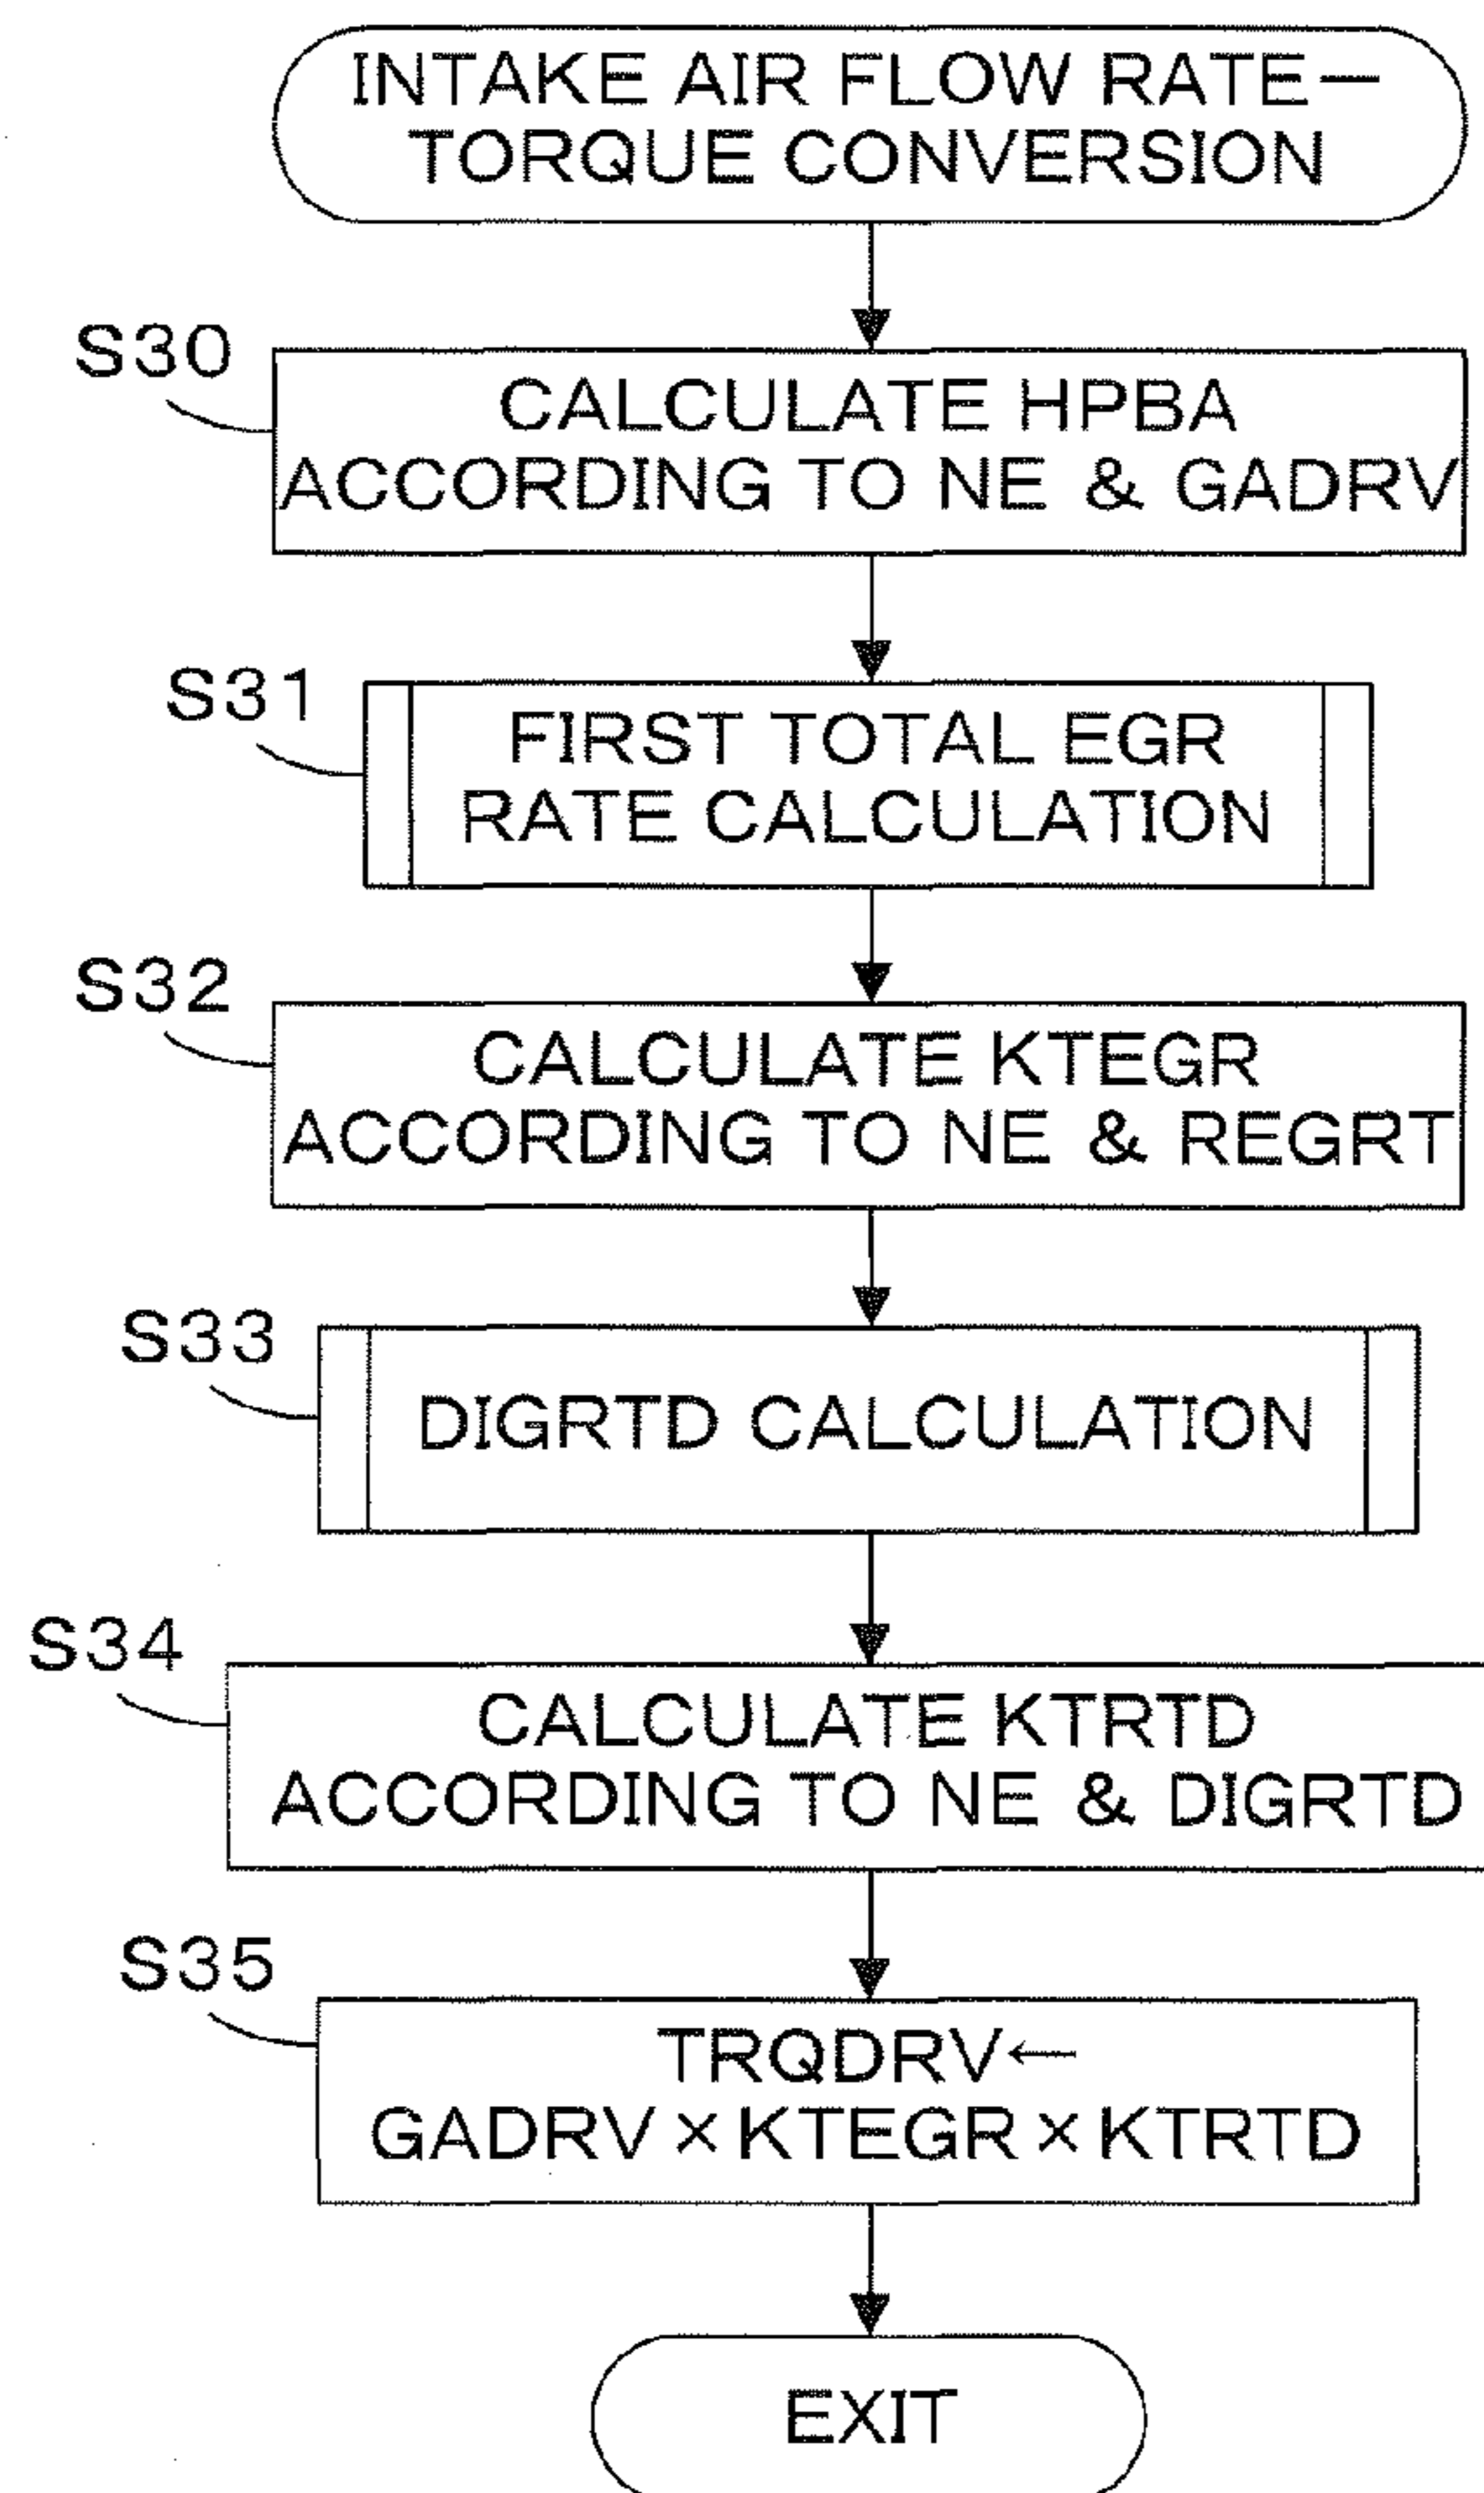 INTAKE AIR FLOW RATE—
TORQUE CONVERSION
S30
CALCULATE HPBA
ACCORDING TO NE & GADRV
S31
FIRST TOTAL EGR
RATE CALCULATION
S32
CALCULATE KTEGR
ACCORDING TO NE & REGRT
S33
DIGRTD CALCULATION
S34
CALCULATE KTRTD
ACCORDING TO NE & DIGRTD
S35
TRQDRV←
GADRV×KTEGR×KTRTD
EXIT